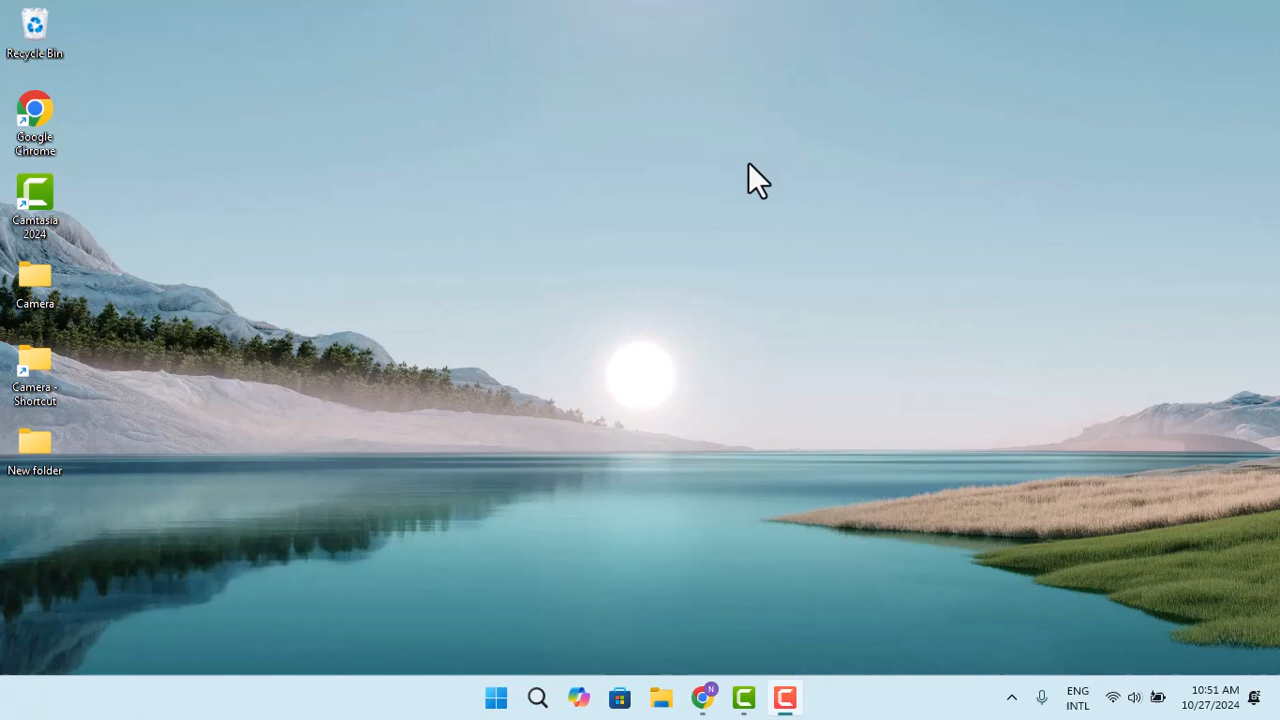 Recycle Bin
Google
Chrome
Camtasia
2024
Camera
Camera -
Shortcut
New folder
N
ENG
INTL
10:51 AM
10/27/2024